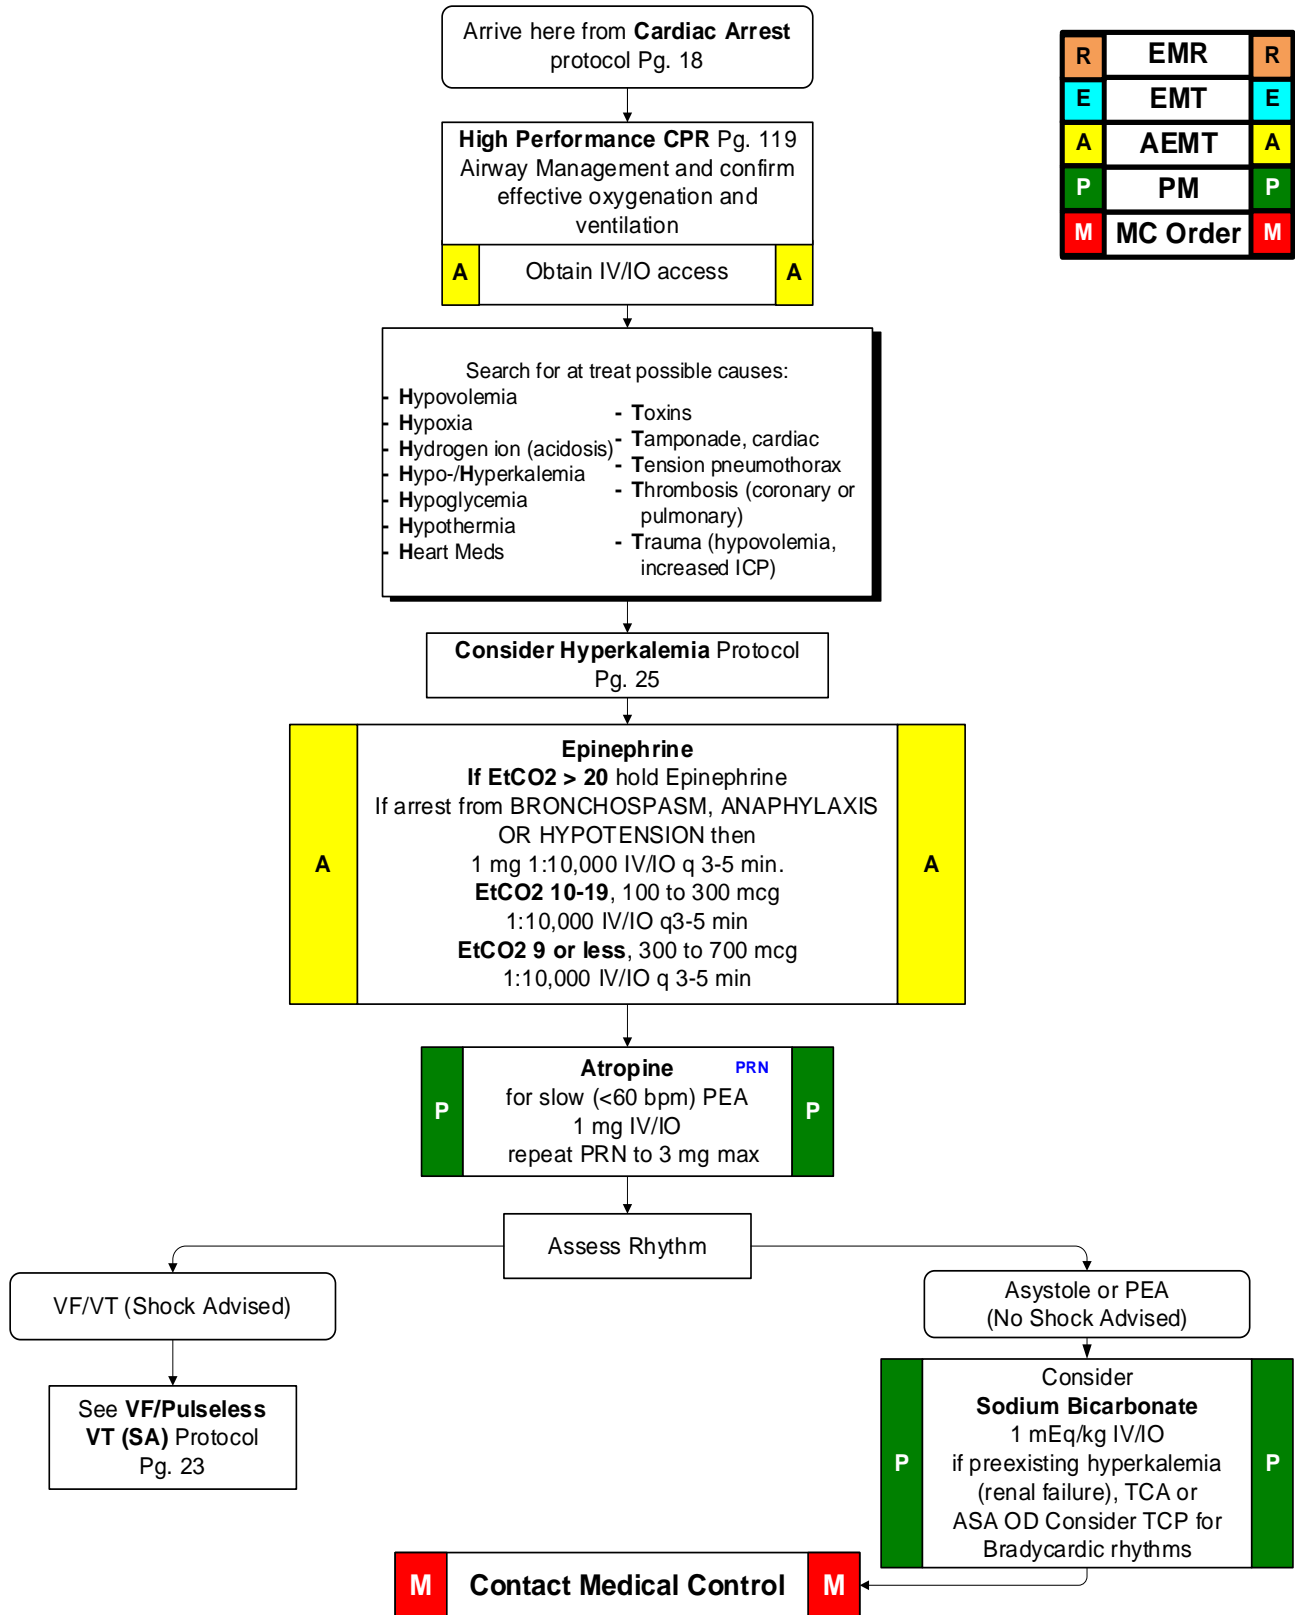 Arrive here from Cardiac Arrest
protocol Pg. 18
R EMR R
E EMT E
A AEMT A
P PM P
M MC Order M
High Performance CPR Pg. 119
Airway Management and confirm
effective oxygenation and
ventilation
A Obtain IV/IO access A
Search for at treat possible causes:
- Hypovolemia
- Hypoxia
- Hydrogen ion (acidosis)
- Hypo-/Hyperkalemia
- Hypoglycemia
- Hypothermia
- Heart Meds
- Toxins
- Tamponade, cardiac
- Tension pneumothorax
- Thrombosis (coronary or
pulmonary)
- Trauma (hypovolemia,
increased ICP)
Consider Hyperkalemia Protocol
Pg. 25
Epinephrine
If EtCO2 > 20 hold Epinephrine
If arrest from BRONCHOSPASM, ANAPHYLAXIS
OR HYPOTENSION then
A 1 mg 1:10,000 IV/IO q 3-5 min. A
EtCO2 10-19, 100 to 300 mcg
1:10,000 IV/IO q3-5 min
EtCO2 9 or less, 300 to 700 mcg
1:10,000 IV/IO q 3-5 min
Atropine PRN
for slow (<60 bpm) PEA
P 1 mg IV/IO P
repeat PRN to 3 mg max
Assess Rhythm
VF/VT (Shock Advised)
See VF/Pulseless
VT (SA) Protocol
Pg. 23
Asystole or PEA
(No Shock Advised)
Consider
Sodium Bicarbonate
1 mEq/kg IV/IO
P if preexisting hyperkalemia P
(renal failure), TCA or
ASA OD Consider TCP for
Bradycardic rhythms
M Contact Medical Control M